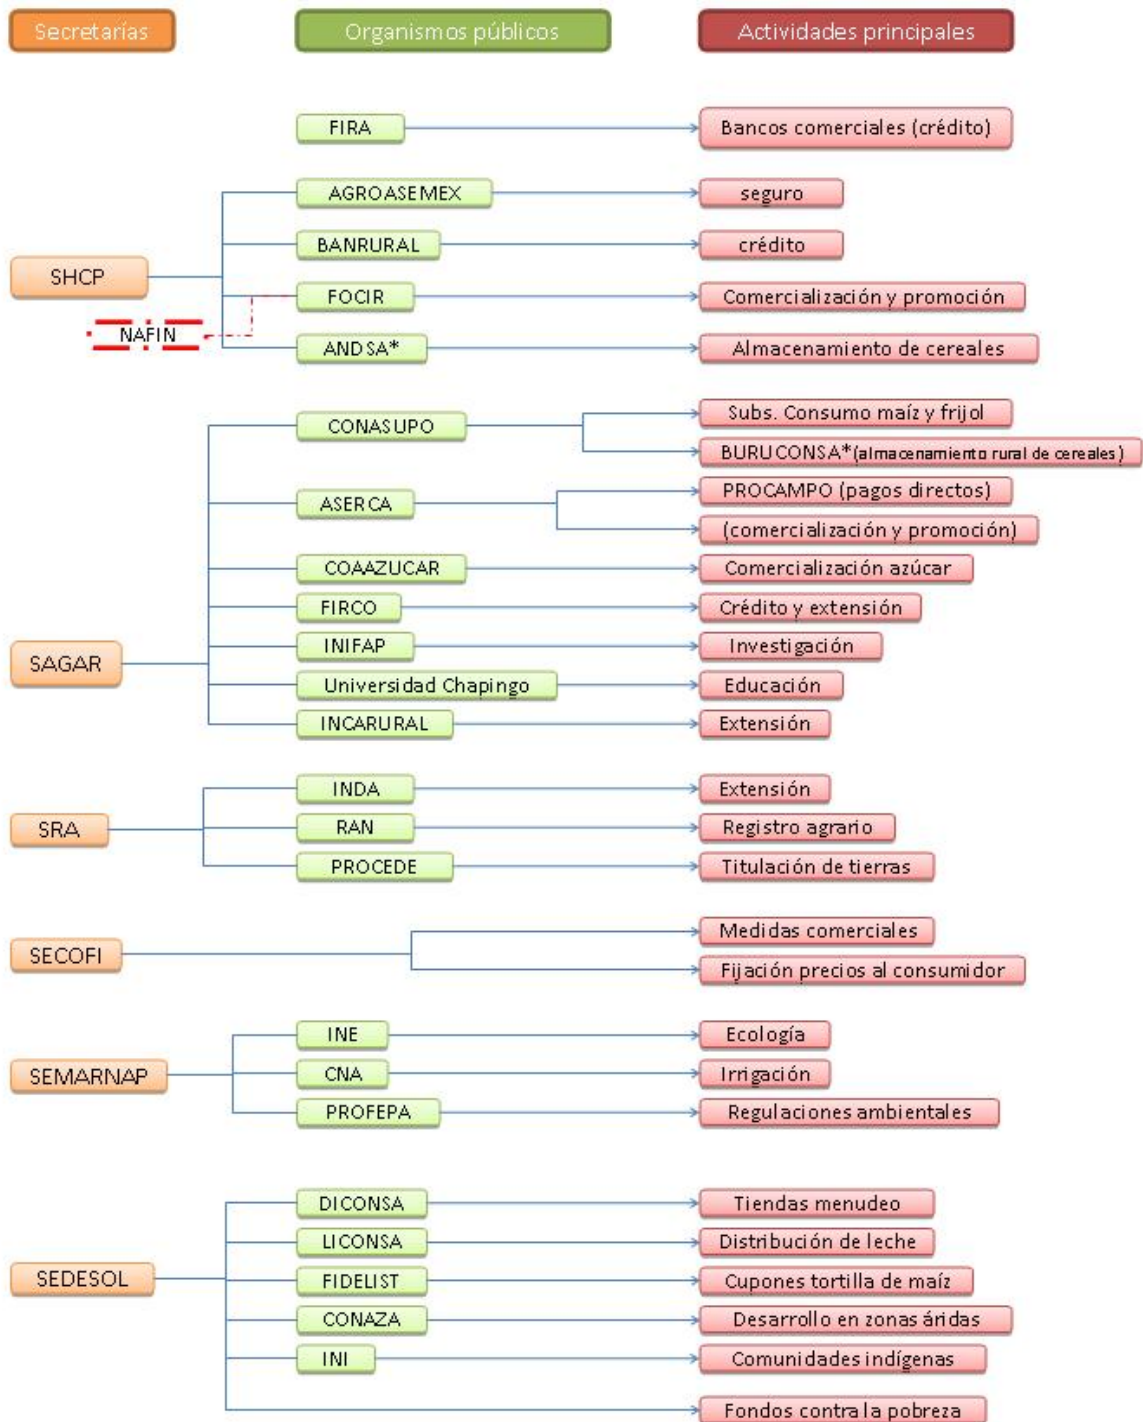 Secretarías Organismos públicos Actividades principales
FIRA Bancos comerciales (crédito)
AGROASEMEX seguro
BANRURAL crédito
SHCP
FOCIR Comercialización y promoción
NAFIN
ANDSA* Almacenamiento de cereales
Subs. Consumo maíz y frijol
CONASUPO
BURUCONSA*(almacenamiento rural de cereales)
PROCAMPO (pagos directos)
ASERCA
(comercialización y promoción)
COAAZUCAR Comercialización azúcar
FIRCO Crédito y extensión
INIFAP Investigación
SAGAR
Universidad Chapingo Educación
INCARURAL Extensión
INDA Extensión
SRA RAN Registro agrario
PROCEDE Titulación de tierras
Medidas comerciales
SECOFI
Fijación precios al consumidor
INE Ecología
SEMARNAP CNA Irrigación
PROFEPA Regulaciones ambientales
DICONSA Tiendas menudeo
LICONSA Distribución de leche
SEDESOL FIDELIST Cupones tortilla de maíz
CONAZA Desarrollo en zonas áridas
INI Comunidades indígenas
Fondos contra la pobreza